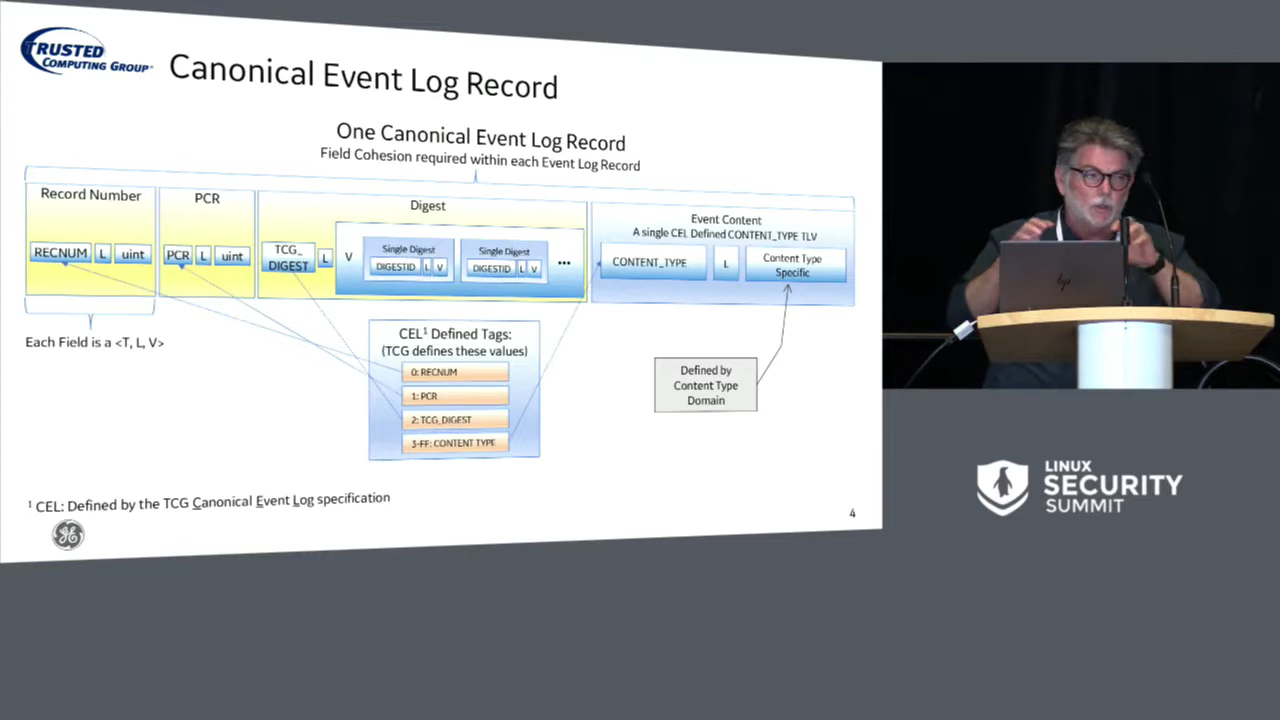 TRUSTED
COMPUTING GROUP
Canonical Event Log Record
One Canonical Event Log Record
Field Cohesion required within each Event Log Record
Record Number
PCR
Digest
Event Content
A single CEL Defined CONTENT_TYPE TLV
RECNUM L uint
PCR L uint
TCG_
DIGEST
L
V
Single Digest
DIGESTID L V
Single Digest
DIGESTID L V
...
CONTENT_TYPE
L
Content Type
Specific
Each Field is a <T, L, V>
CEL¹ Defined Tags:
(TCG defines these values)
0: RECNUM
1: PCR
2: TCG_DIGEST
3-FF: CONTENT TYPE
Defined by
Content Type
Domain
¹ CEL: Defined by the TCG Canonical Event Log specification
GE
4
hp
LINUX
SECURITY
SUMMIT